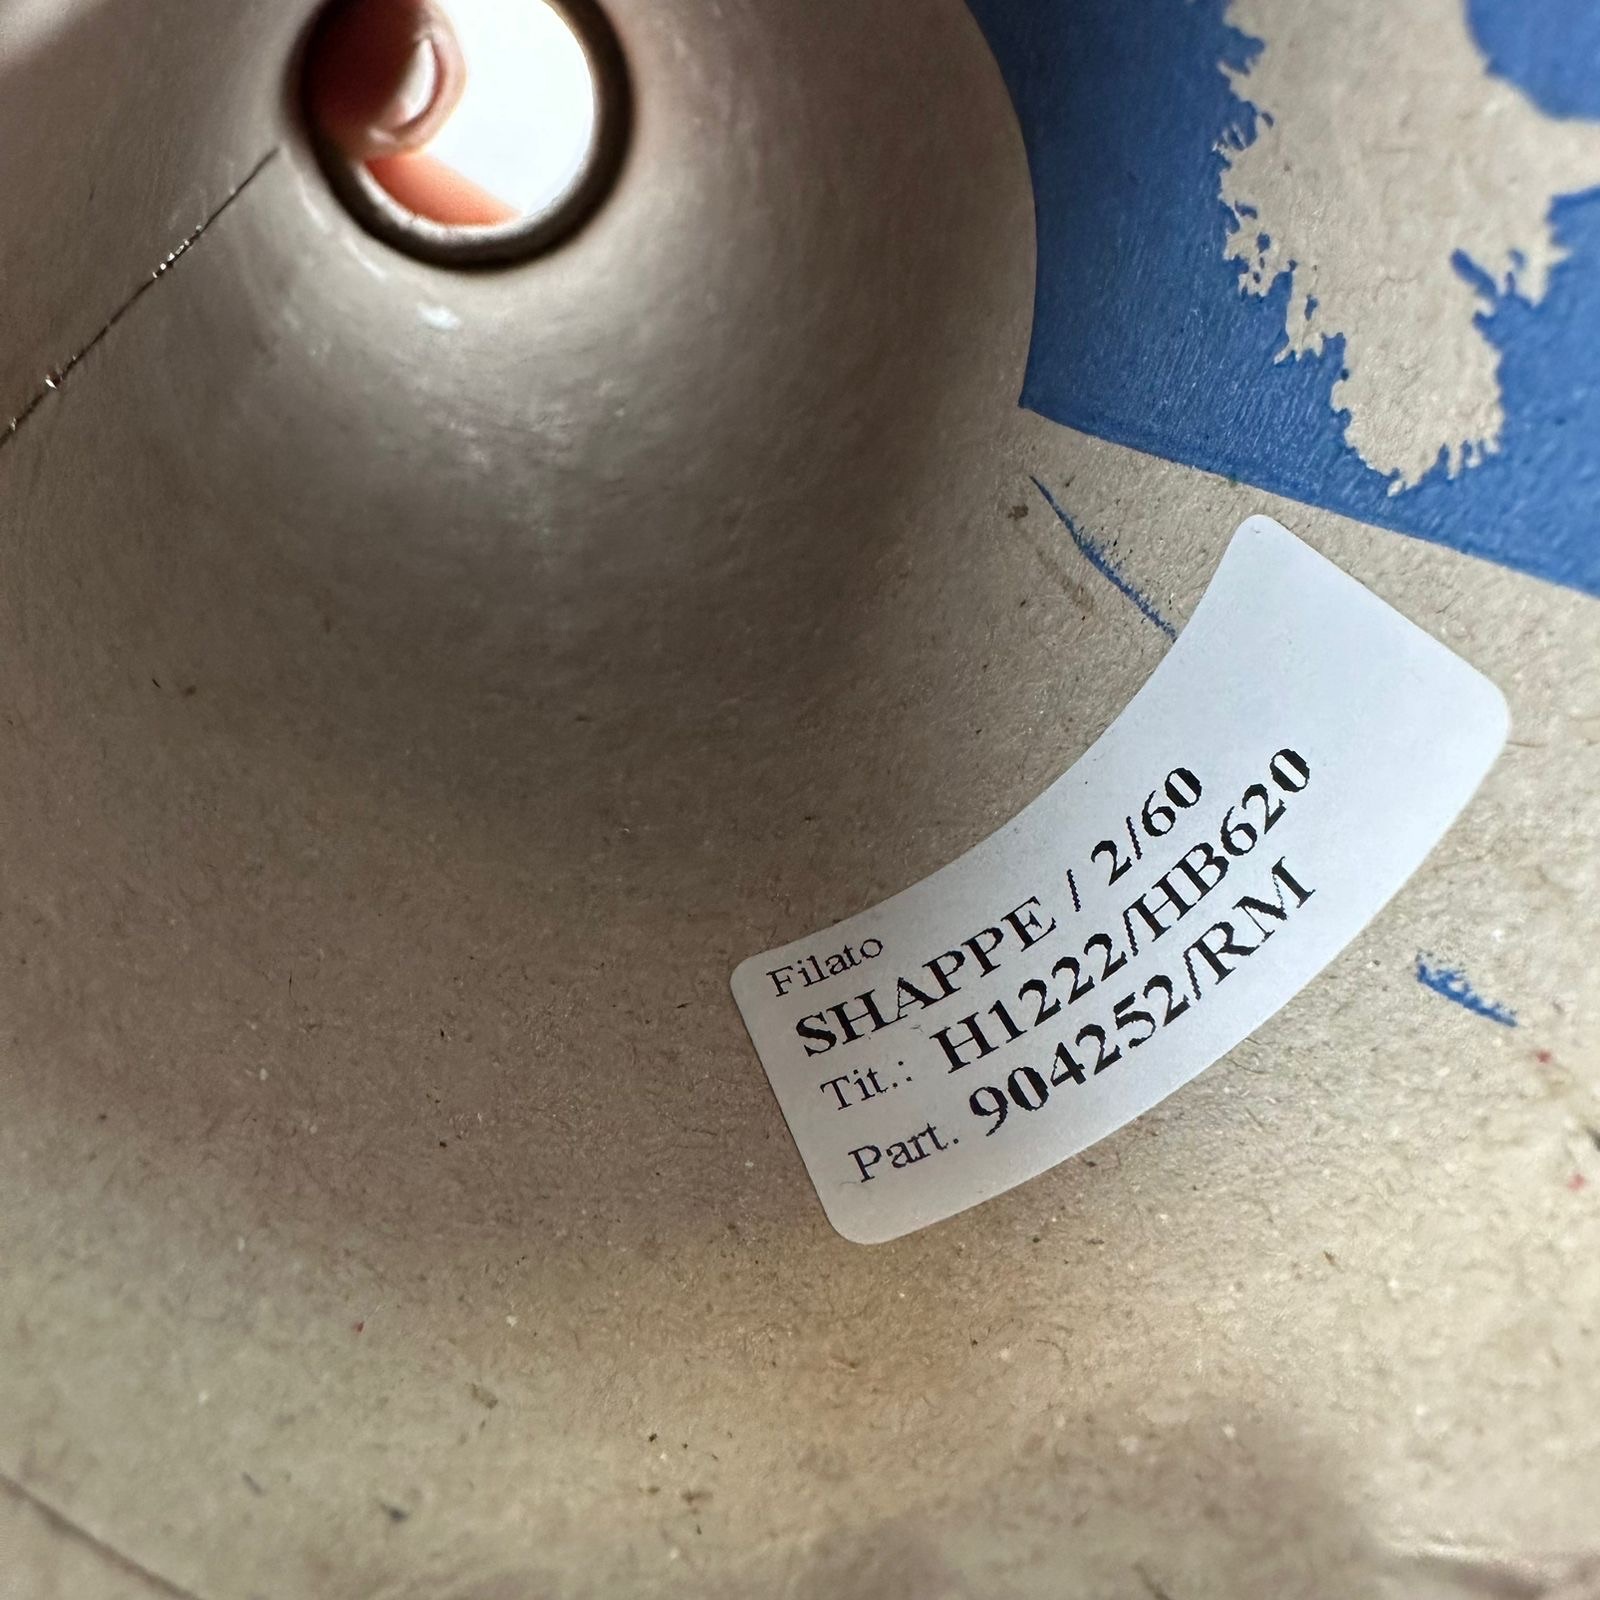 Filato
SHAPPE / 2/60
Tit.: H1222/HB620
Part. 904252/RM